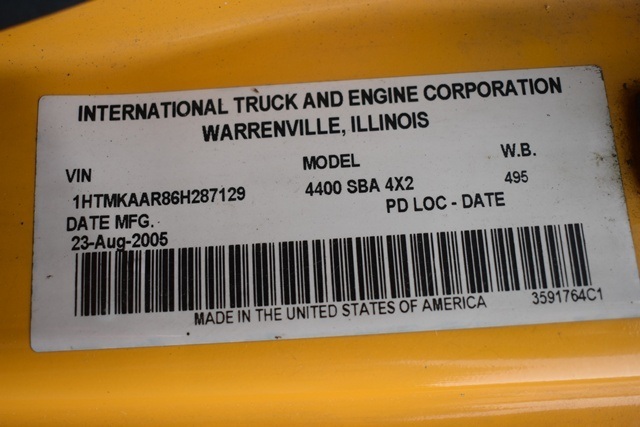 INTERNATIONAL TRUCK AND ENGINE CORPORATION
WARRENVILLE, ILLINOIS
VIN MODEL W.B.
1HTMKAAR86H287129 4400 SBA 4X2 495
DATE MFG. PD LOC - DATE
23-Aug-2005
MADE IN THE UNITED STATES OF AMERICA 3591764C1